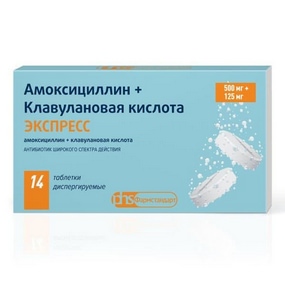 Амоксициллин +
Клавулановая кислота
ЭКСПРЕСС
амоксициллин + клавулановая кислота
АНТИБИОТИК ШИРОКОГО СПЕКТРА ДЕЙСТВИЯ
500 мг +
125 мг
14 таблетки
диспергируемые
phs Фармстандарт